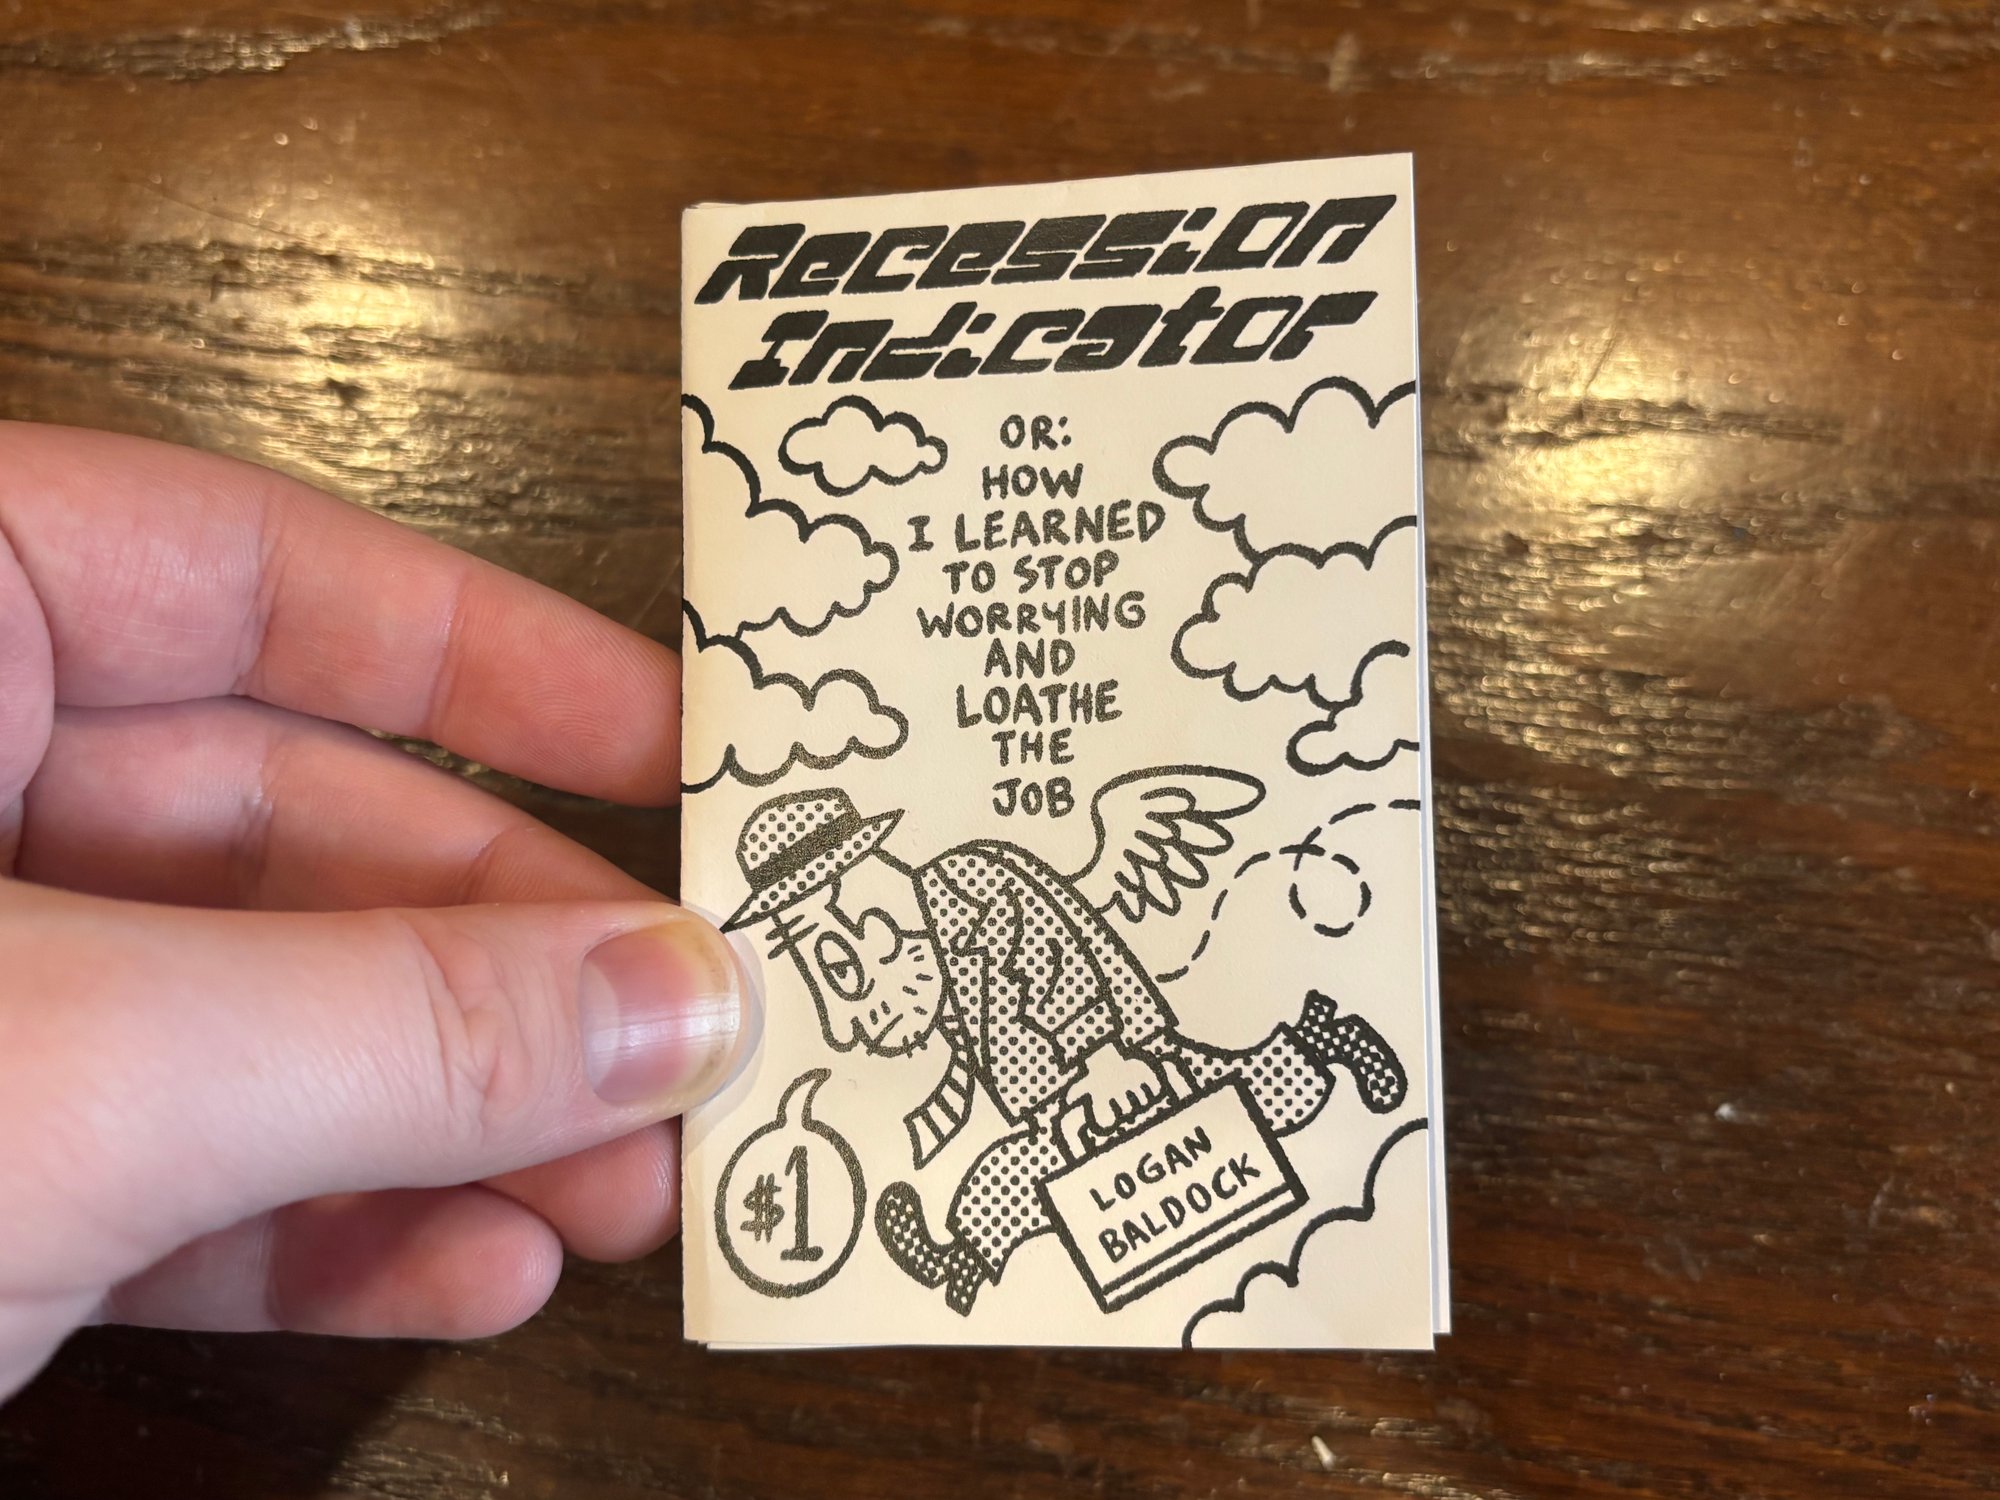 Recession
Indicator
OR:
HOW
I LEARNED
TO STOP
WORRYING
AND
LOATHE
THE
JOB
$1
LOGAN
BALDOCK